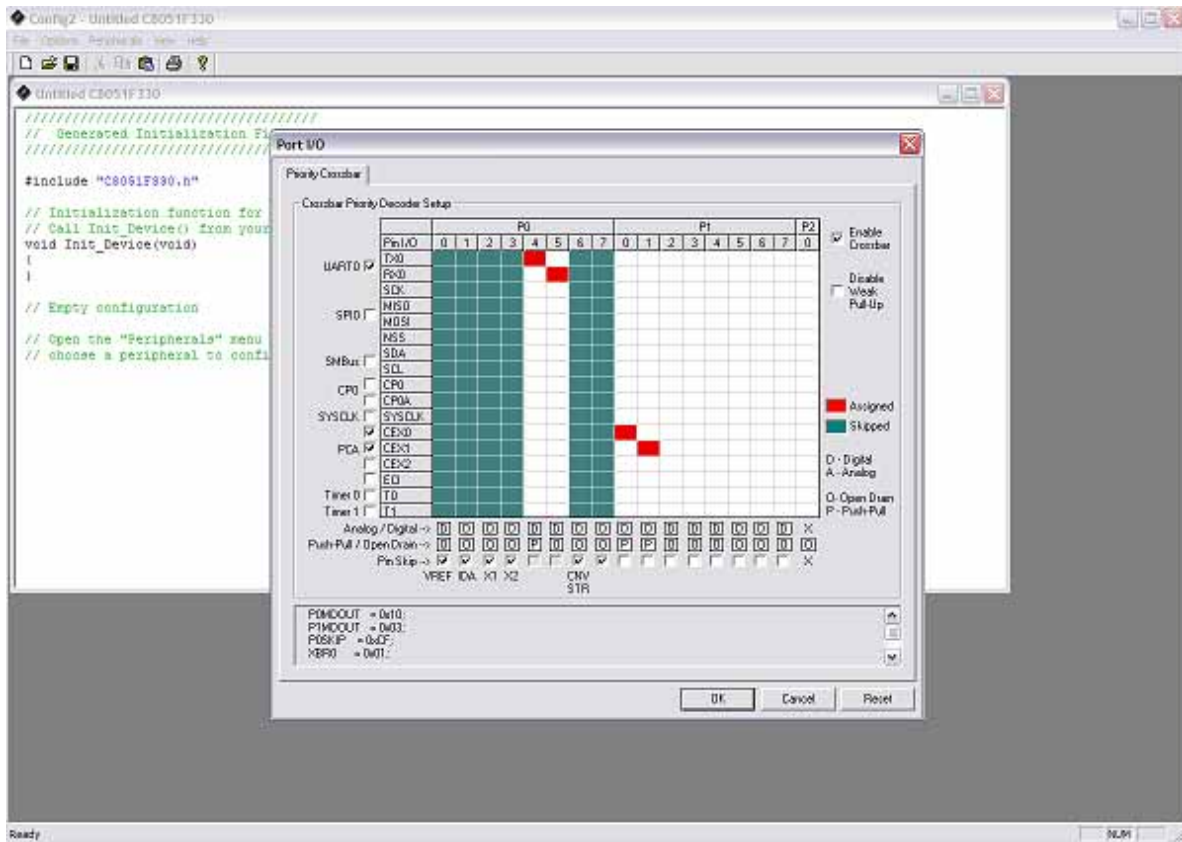 Config2 - Untitled C8051F330
File Options Peripherals View Help
Untitled C8051F330
/////////////////////////////////////
// Generated Initialization Fi
#include "C8051F330.h"
// Initialization function for
// Call Init_Device() from your
void Init_Device(void)
{
}
// Empty configuration
// Open the "Peripherals" menu
// choose a peripheral to confi
Port I/O
Priority Crossbar
Crossbar Priority Decoder Setup
P0 P1 P2
Pin I/O 0 1 2 3 4 5 6 7 0 1 2 3 4 5 6 7 0
UART0 TX0
RX0
SCK
SPI0 MISO
MOSI
NSS
SMBus SDA
SCL
CP0 CP0
CP0A
SYSCLK SYSCLK
CEX0
PCA CEX1
CEX2
ECI
Timer 0 T0
Timer 1 T1
Enable Crossbar
Disable Weak Pull-Up
Assigned
Skipped
D - Digital
A - Analog
O - Open Drain
P - Push-Pull
Analog / Digital ->
Push-Pull / Open Drain ->
Pin Skip ->
VREF IDA X1 X2 CNV STR
P0MDOUT = 0x10;
P1MDOUT = 0x03;
P0SKIP = 0xCF;
XBR0 = 0x01;
OK Cancel Reset
Ready NUM